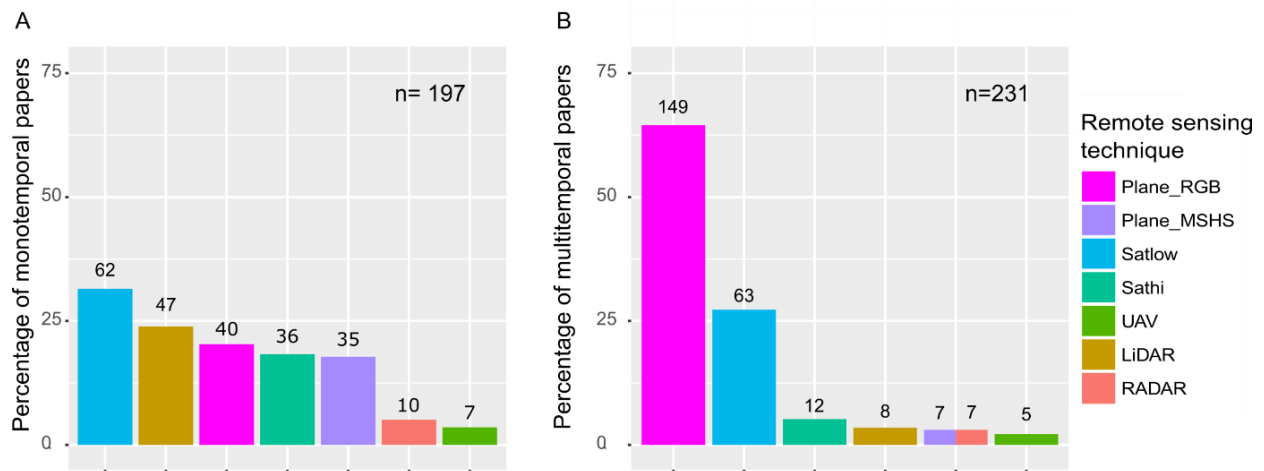 A
Percentage of monotemporal papers
75
50
25
0
n= 197
62
47
40
36
35
10
7
B
Percentage of multitemporal papers
75
50
25
0
n=231
149
63
12
8
7
7
5
Remote sensing
technique
Plane_RGB
Plane_MSHS
Satlow
Sathi
UAV
LiDAR
RADAR